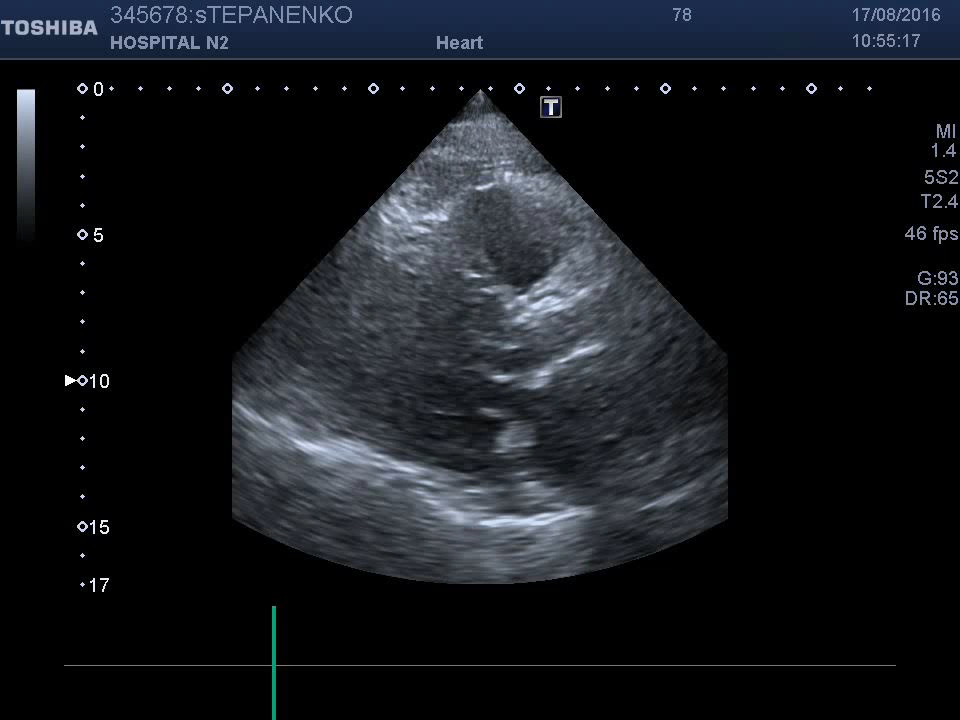 TOSHIBA
345678:sTEPANENKO
78
17/08/2016
HOSPITAL N2
Heart
10:55:17
0
T
MI
1.4
5S2
T2.4
5
46 fps
G:93
DR:65
10
15
17